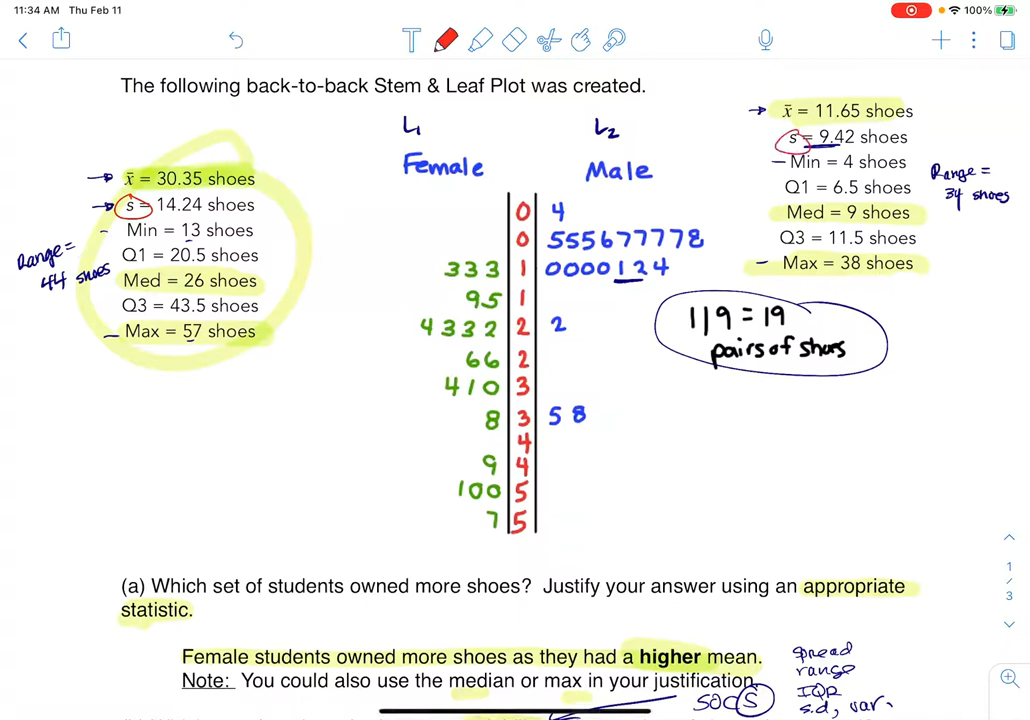 11:34 AM Thu Feb 11
100%
The following back-to-back Stem & Leaf Plot was created.
L1
L2
Female
Male
x̄ = 30.35 shoes
s = 14.24 shoes
Min = 13 shoes
Q1 = 20.5 shoes
Med = 26 shoes
Q3 = 43.5 shoes
Max = 57 shoes
Range =
44 shoes
x̄ = 11.65 shoes
s = 9.42 shoes
Min = 4 shoes
Q1 = 6.5 shoes
Med = 9 shoes
Q3 = 11.5 shoes
Max = 38 shoes
Range =
34 shoes
0 | 4
0 | 555677778
333 | 1 | 0000124
95 | 1
4332 | 2 | 2
66 | 2
410 | 3
8 | 3 | 58
4
9 | 4
100 | 5
7 | 5
1|9 = 19
pairs of shoes
(a) Which set of students owned more shoes? Justify your answer using an appropriate
statistic.
Female students owned more shoes as they had a higher mean.
Note: You could also use the median or max in your justification.
spread
range
IQR
s.d, var.
SOCS
1
/
3